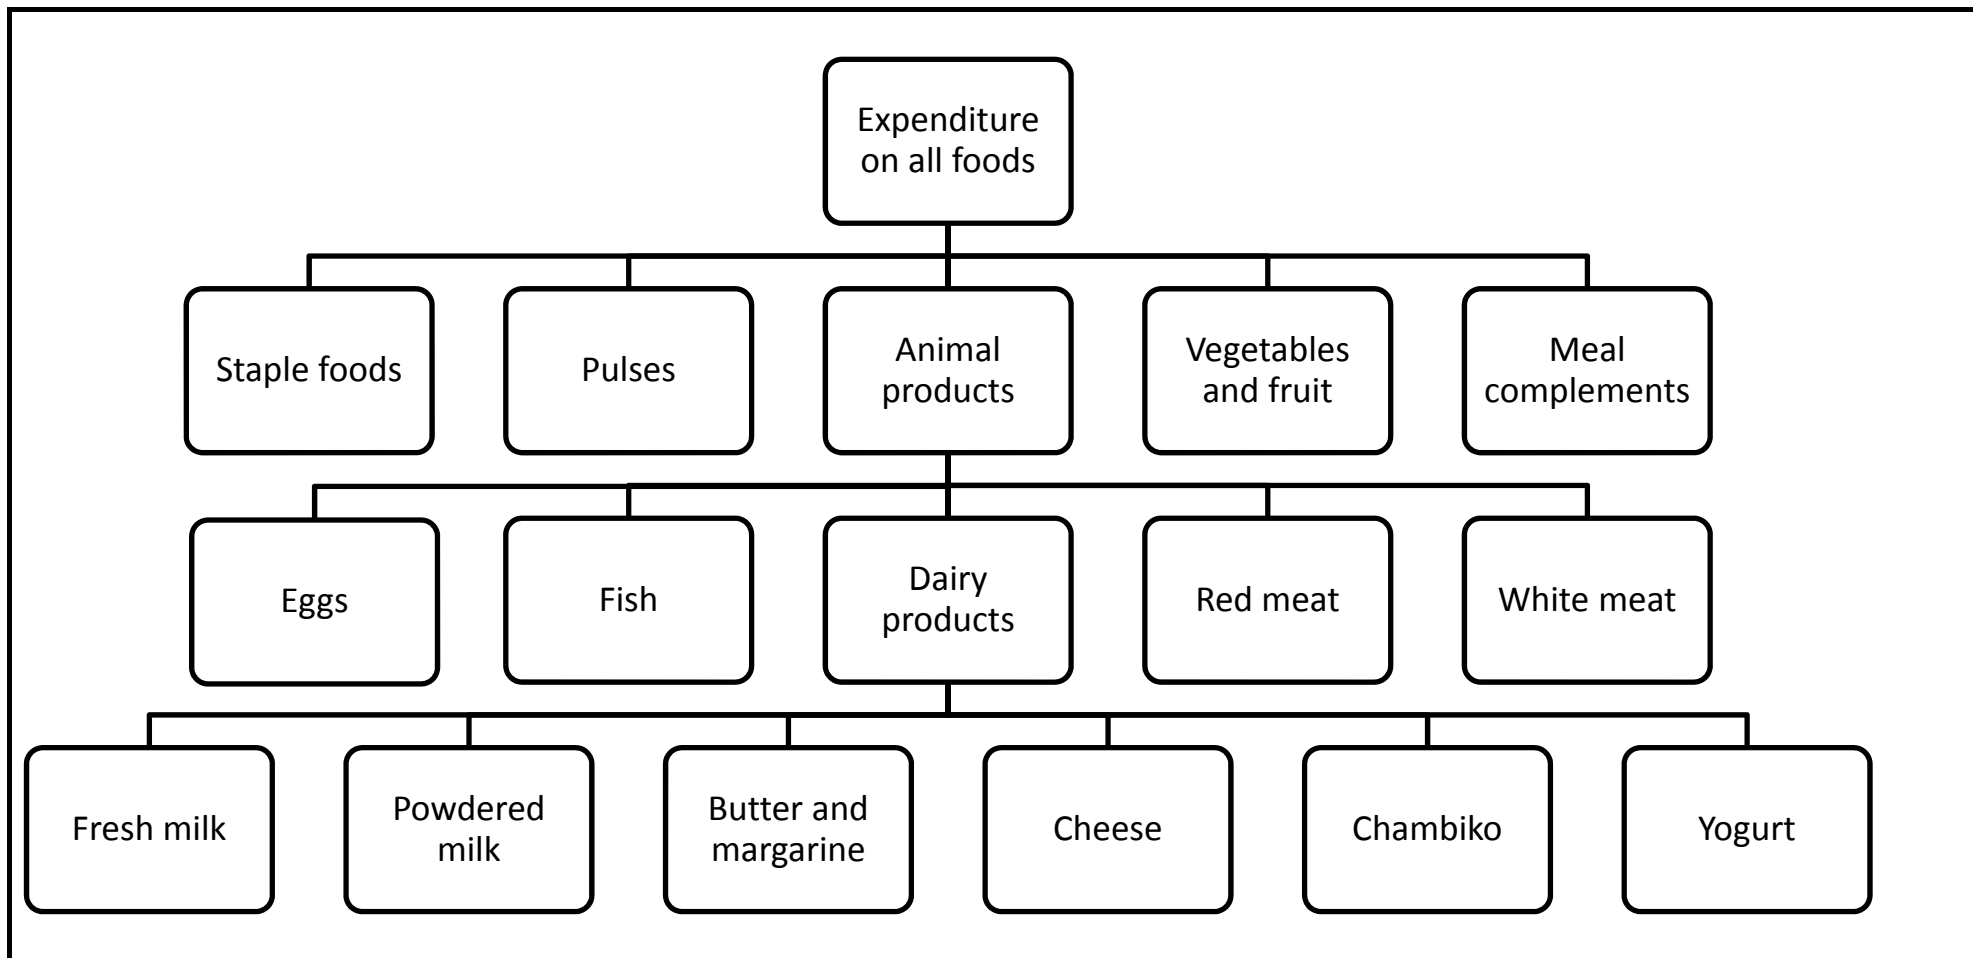 Expenditure
on all foods
Staple foods
Pulses
Animal
products
Vegetables
and fruit
Meal
complements
Eggs
Fish
Dairy
products
Red meat
White meat
Fresh milk
Powdered
milk
Butter and
margarine
Cheese
Chambiko
Yogurt